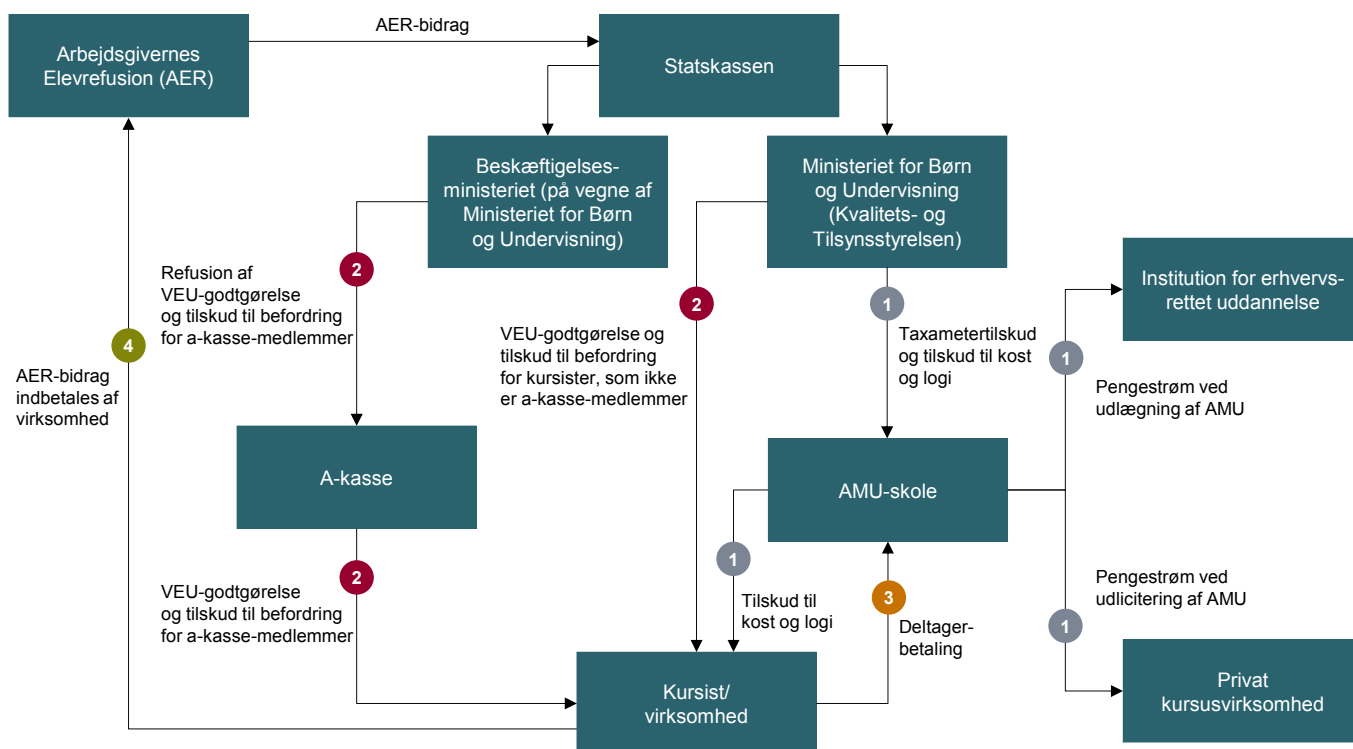 AER-bidrag
Arbejdsgivernes
Elevrefusion (AER)
Statskassen
Beskæftigelses-
ministeriet (på vegne af
Ministeriet for Børn
og Undervisning)
Ministeriet for Børn
og Undervisning
(Kvalitets- og
Tilsynsstyrelsen)
Institution for erhvervs-
rettet uddannelse
2
Refusion af
VEU-godtgørelse
og tilskud til befordring
for a-kasse-medlemmer
2
VEU-godtgørelse og
tilskud til befordring
for kursister, som ikke
er a-kasse-medlemmer
1
Taxametertilskud
og tilskud til kost
og logi
1
Pengestrøm ved
udlægning af AMU
4
AER-bidrag
indbetales af
virksomhed
A-kasse
AMU-skole
2
VEU-godtgørelse
og tilskud til befordring
for a-kasse-medlemmer
1
Tilskud til
kost og logi
3
Deltager-
betaling
Pengestrøm ved
udlicitering af AMU
1
Kursist/
virksomhed
Privat
kursusvirksomhed